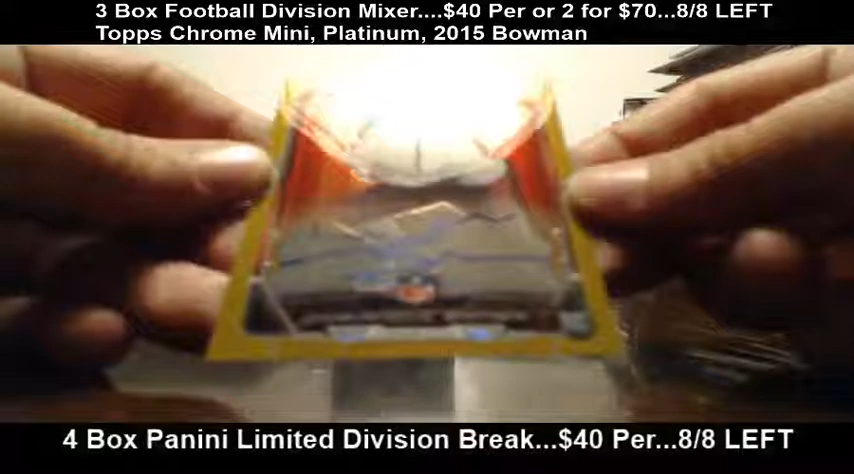 3 Box Football Division Mixer....$40 Per or 2 for $70...8/8 LEFT
Topps Chrome Mini, Platinum, 2015 Bowman
4 Box Panini Limited Division Break...$40 Per...8/8 LEFT